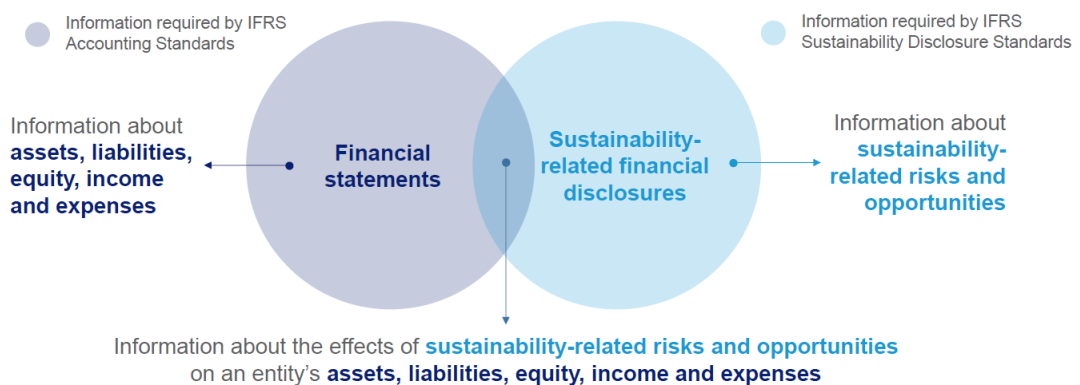 Information required by IFRS
Accounting Standards
Information required by IFRS
Sustainability Disclosure Standards
Information about
assets, liabilities,
equity, income
and expenses
Financial
statements
Sustainability-
related financial
disclosures
Information about
sustainability-
related risks and
opportunities
Information about the effects of sustainability-related risks and opportunities
on an entity's assets, liabilities, equity, income and expenses